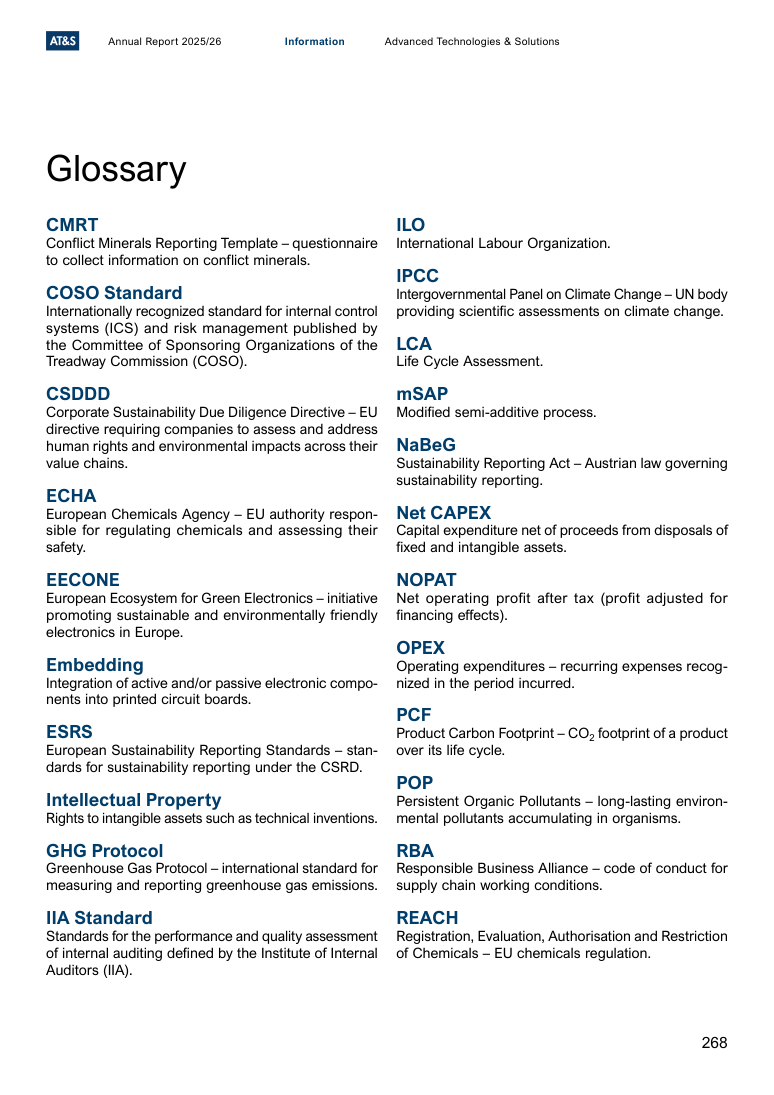 AT&S
Annual Report 2025/26
Information
Advanced Technologies & Solutions
Glossary
CMRT
Conflict Minerals Reporting Template – questionnaire
to collect information on conflict minerals.
COSO Standard
Internationally recognized standard for internal control
systems (ICS) and risk management published by
the Committee of Sponsoring Organizations of the
Treadway Commission (COSO).
CSDDD
Corporate Sustainability Due Diligence Directive – EU
directive requiring companies to assess and address
human rights and environmental impacts across their
value chains.
ECHA
European Chemicals Agency – EU authority respon-
sible for regulating chemicals and assessing their
safety.
EECONE
European Ecosystem for Green Electronics – initiative
promoting sustainable and environmentally friendly
electronics in Europe.
Embedding
Integration of active and/or passive electronic compo-
nents into printed circuit boards.
ESRS
European Sustainability Reporting Standards – stan-
dards for sustainability reporting under the CSRD.
Intellectual Property
Rights to intangible assets such as technical inventions.
GHG Protocol
Greenhouse Gas Protocol – international standard for
measuring and reporting greenhouse gas emissions.
IIA Standard
Standards for the performance and quality assessment
of internal auditing defined by the Institute of Internal
Auditors (IIA).
ILO
International Labour Organization.
IPCC
Intergovernmental Panel on Climate Change – UN body
providing scientific assessments on climate change.
LCA
Life Cycle Assessment.
mSAP
Modified semi-additive process.
NaBeG
Sustainability Reporting Act – Austrian law governing
sustainability reporting.
Net CAPEX
Capital expenditure net of proceeds from disposals of
fixed and intangible assets.
NOPAT
Net operating profit after tax (profit adjusted for
financing effects).
OPEX
Operating expenditures – recurring expenses recog-
nized in the period incurred.
PCF
Product Carbon Footprint – CO₂ footprint of a product
over its life cycle.
POP
Persistent Organic Pollutants – long-lasting environ-
mental pollutants accumulating in organisms.
RBA
Responsible Business Alliance – code of conduct for
supply chain working conditions.
REACH
Registration, Evaluation, Authorisation and Restriction
of Chemicals – EU chemicals regulation.
268